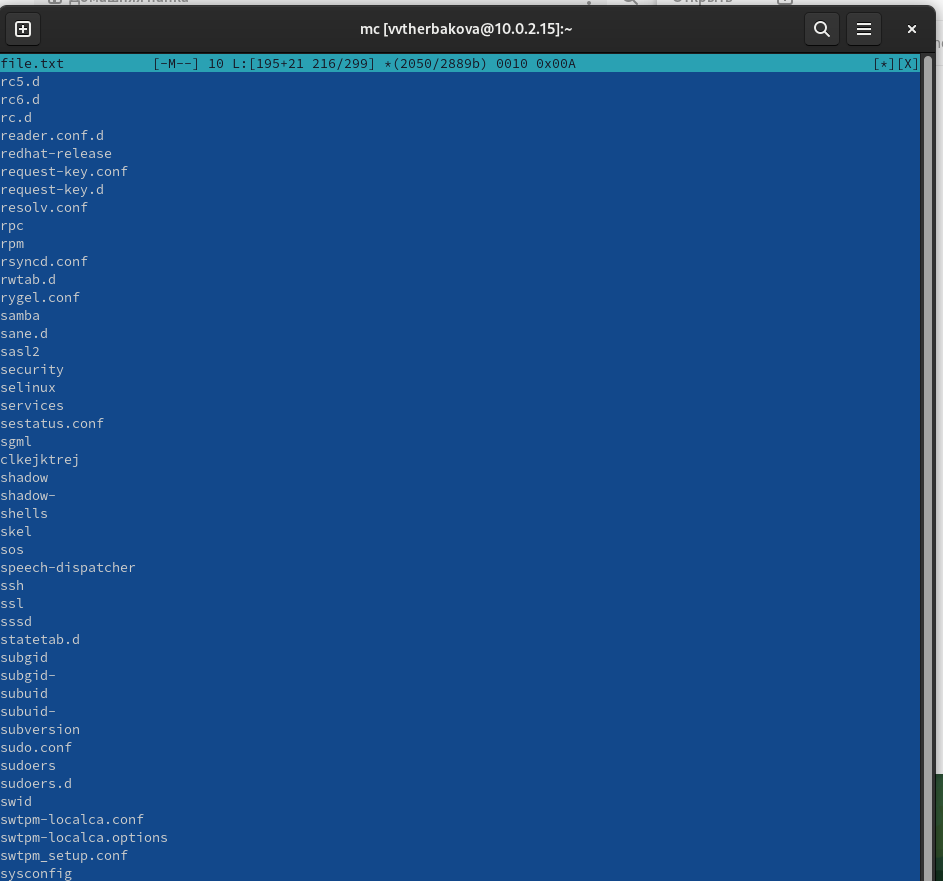 Домашняя папка
Открыть
mc [vvtherbakova@10.0.2.15]:~
file.txt [-M--] 10 L:[195+21 216/299] *(2050/2889b) 0010 0x00A [*][X]
rc5.d
rc6.d
rc.d
reader.conf.d
redhat-release
request-key.conf
request-key.d
resolv.conf
rpc
rpm
rsyncd.conf
rwtab.d
rygel.conf
samba
sane.d
sasl2
security
selinux
services
sestatus.conf
sgml
clkejktrej
shadow
shadow-
shells
skel
sos
speech-dispatcher
ssh
ssl
sssd
statetab.d
subgid
subgid-
subuid
subuid-
subversion
sudo.conf
sudoers
sudoers.d
swid
swtpm-localca.conf
swtpm-localca.options
swtpm_setup.conf
sysconfig